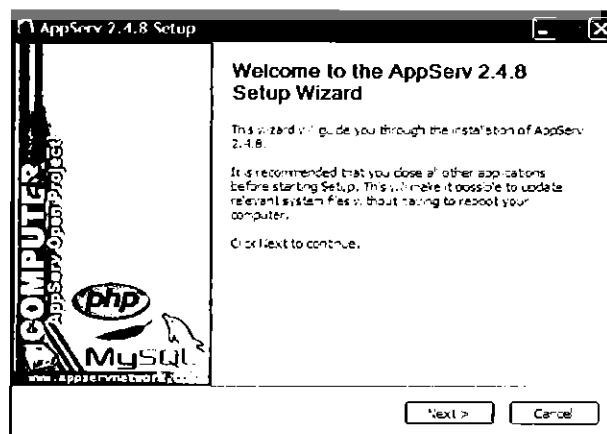 AppServ 2.4.8 Setup
Welcome to the AppServ 2.4.8
Setup Wizard
This wizard will guide you through the installation of AppServ
2.4.8.
It is recommended that you close all other applications
before starting Setup. This will make it possible to update
relevant system files without having to reboot your
computer.
Click Next to continue.
COMPUTER
AppServ Open Project
php
MySQL
www.appservnetwork.com
Next >
Cancel